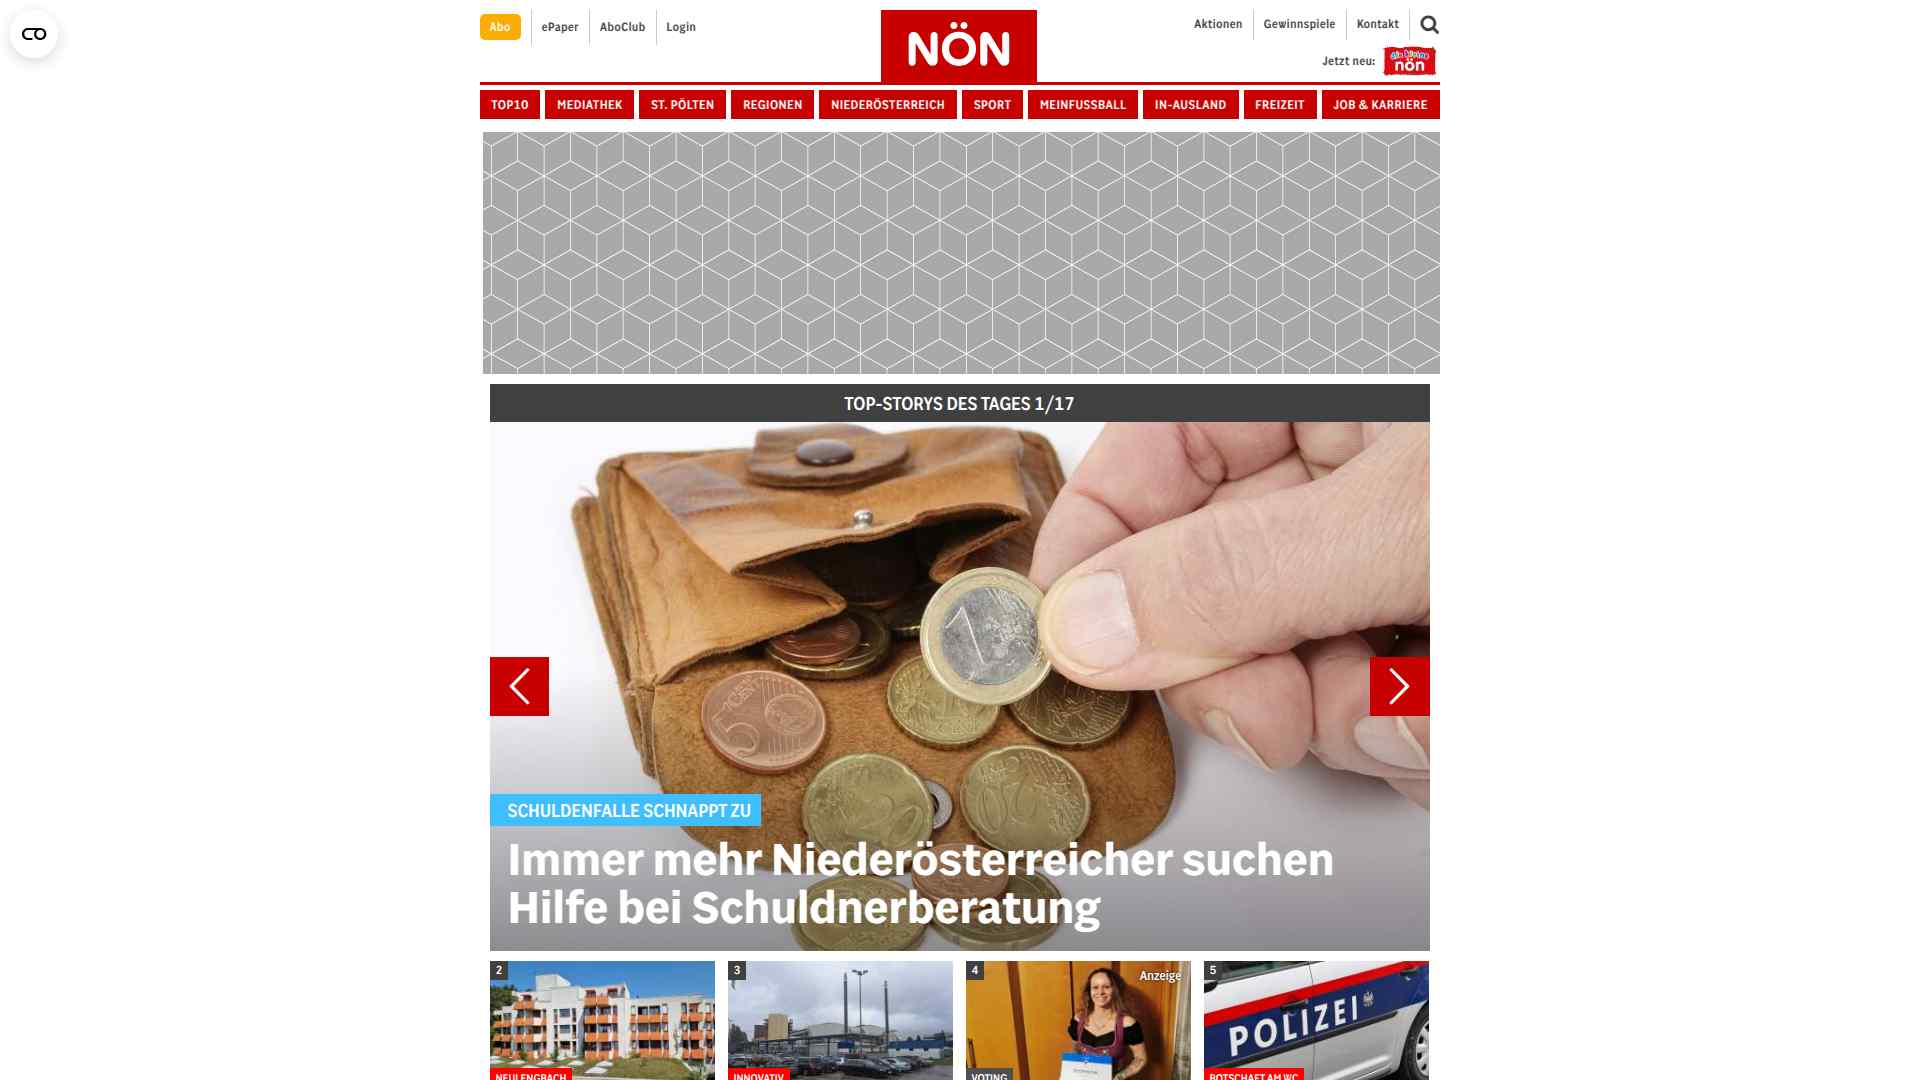 Abo
ePaper
AboClub
Login
NÖN
Aktionen
Gewinnspiele
Kontakt
Jetzt neu:
die kleine
nön
TOP10
MEDIATHEK
ST. PÖLTEN
REGIONEN
NIEDERÖSTERREICH
SPORT
MEINFUSSBALL
IN-AUSLAND
FREIZEIT
JOB & KARRIERE
TOP-STORYS DES TAGES 1/17
SCHULDENFALLE SCHNAPPT ZU
Immer mehr Niederösterreicher suchen
Hilfe bei Schuldnerberatung
2
NEULENGBACH
3
INNOVATIV
4
Anzeige
VOTING
5
POLIZEI
BOTSCHAFT AM WC